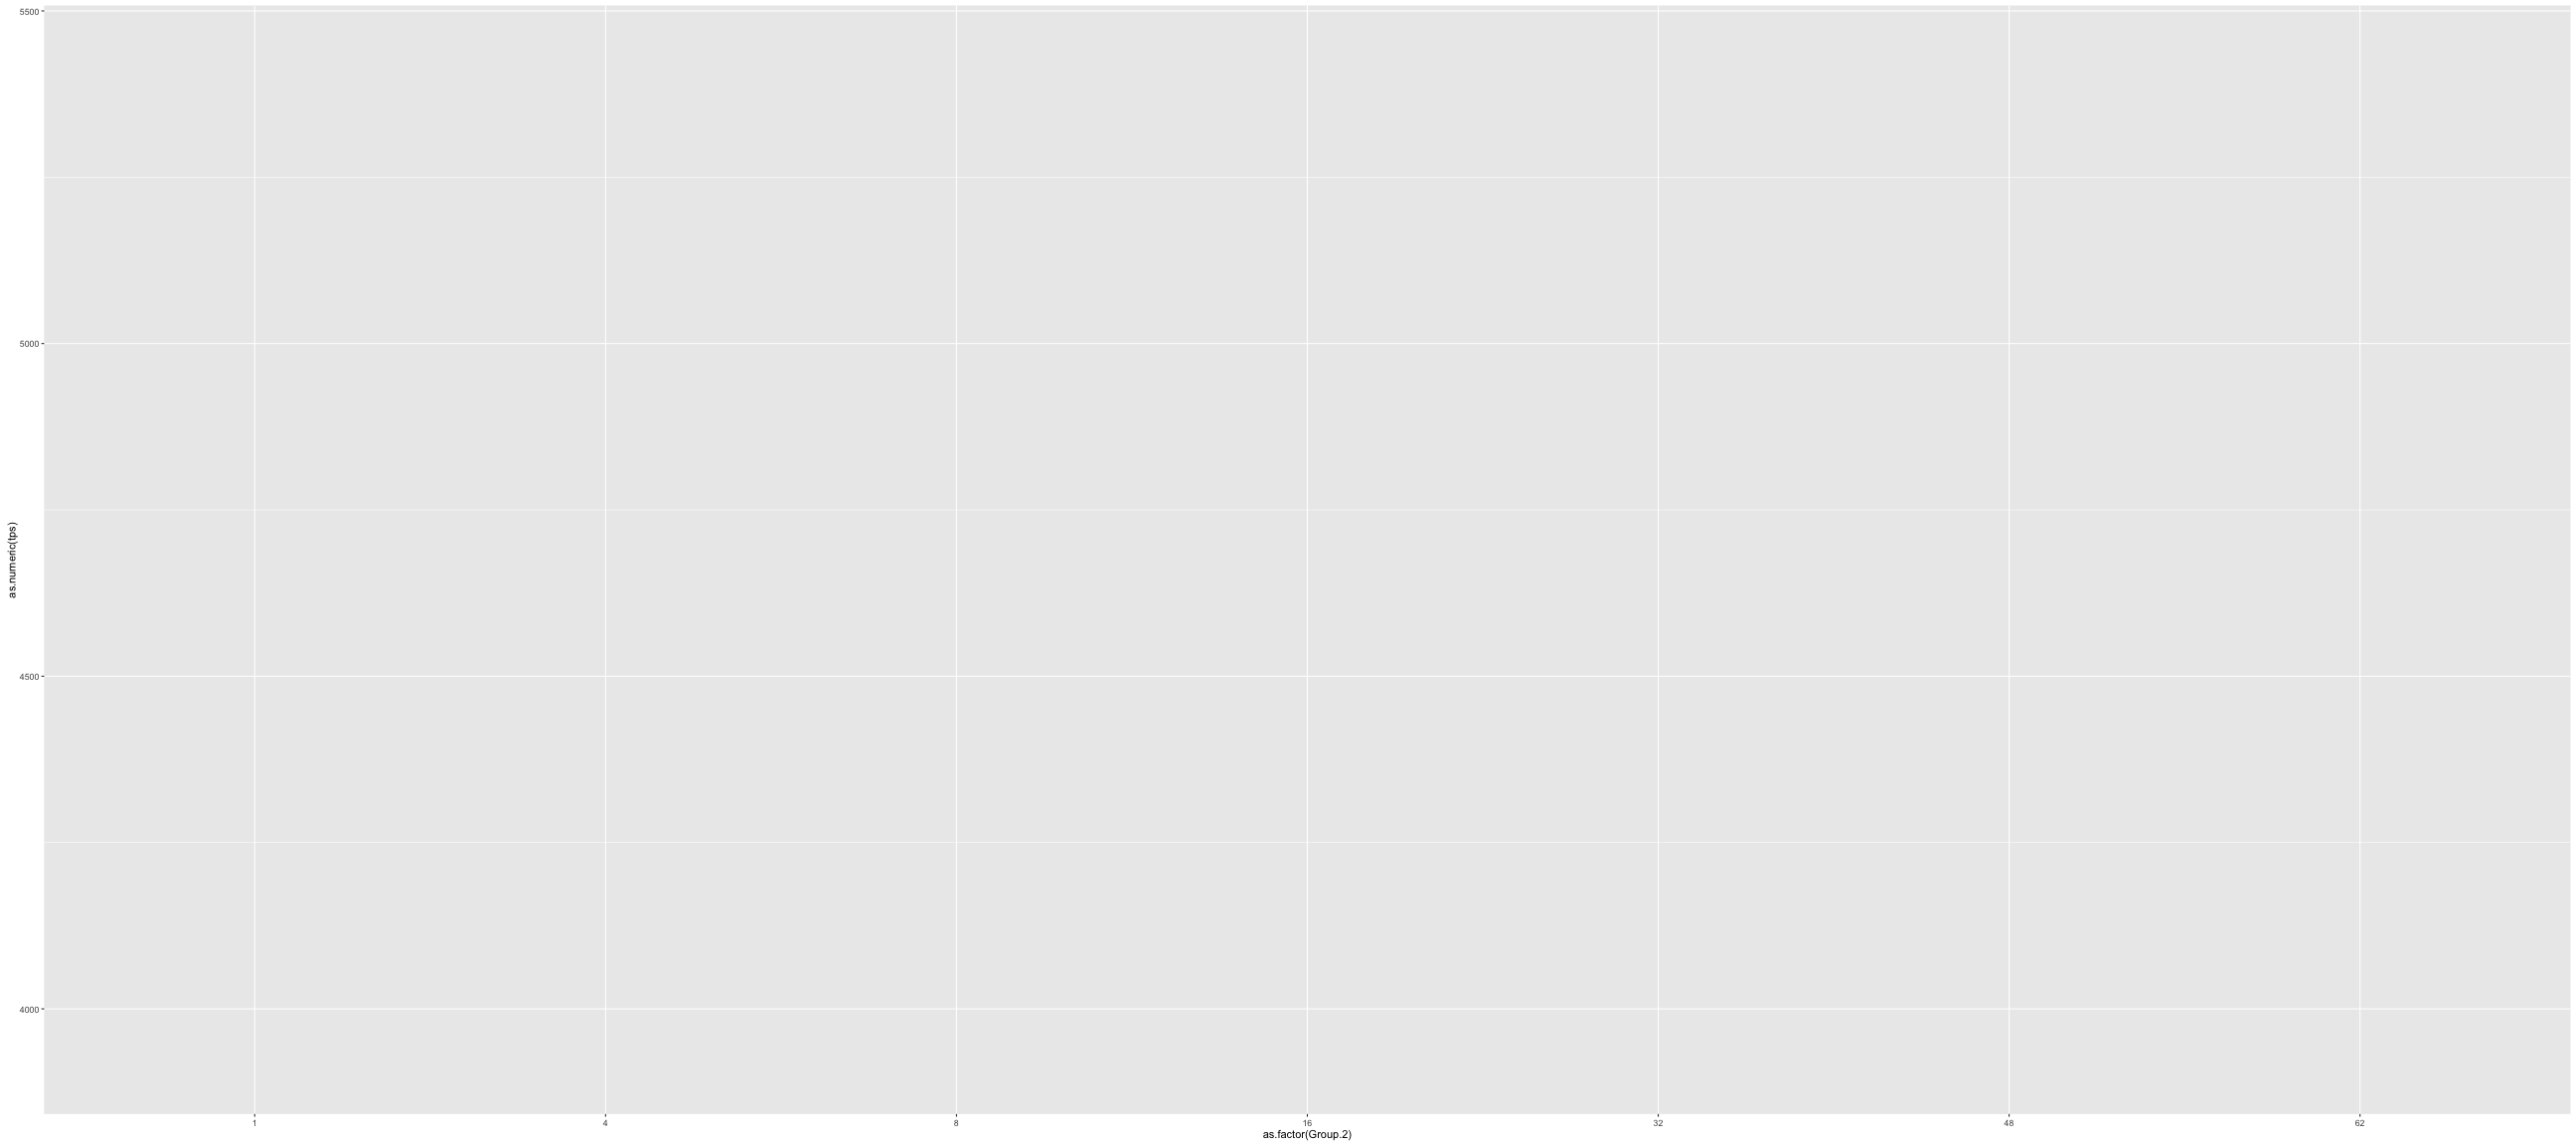 5500
5000
4500
4000
as.numeric(tps)
1 4 8 16 32 48 62
as.factor(Group.2)